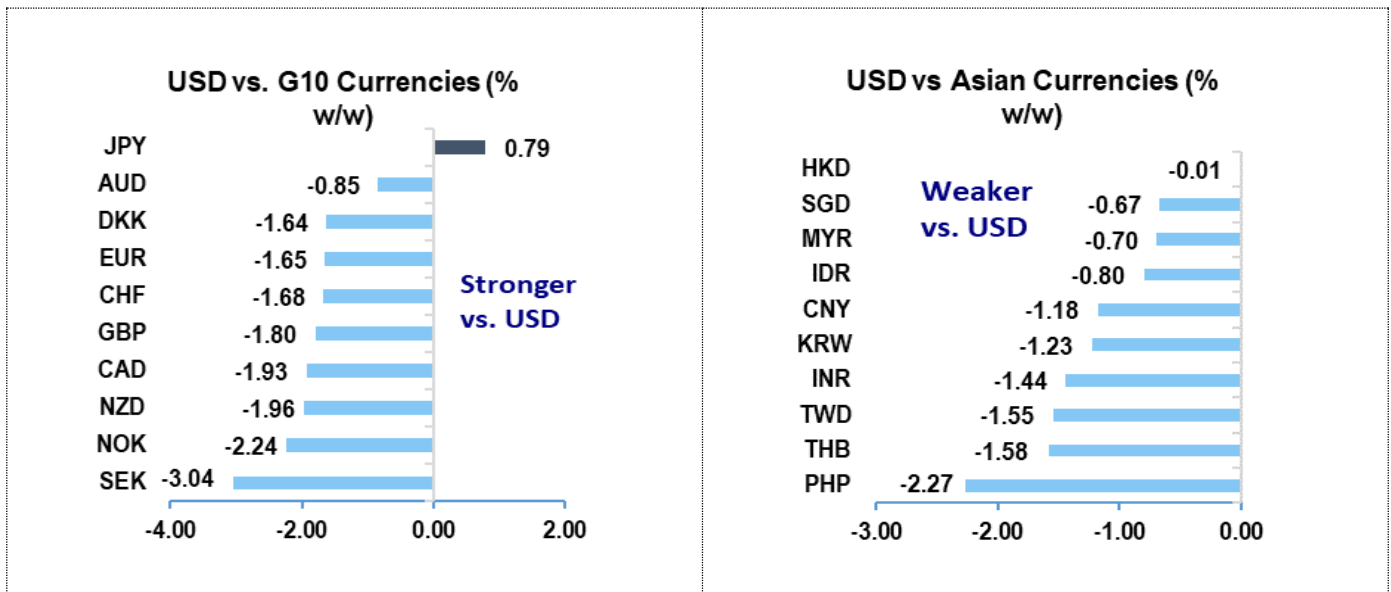 USD vs. G10 Currencies (%
w/w)
JPY 0.79
AUD -0.85
DKK -1.64
EUR -1.65
CHF -1.68
GBP -1.80
CAD -1.93
NZD -1.96
NOK -2.24
SEK -3.04
Stronger
vs. USD
-4.00 -2.00 0.00 2.00
USD vs Asian Currencies (%
w/w)
HKD -0.01
SGD -0.67
MYR -0.70
IDR -0.80
CNY -1.18
KRW -1.23
INR -1.44
TWD -1.55
THB -1.58
PHP -2.27
Weaker
vs. USD
-3.00 -2.00 -1.00 0.00